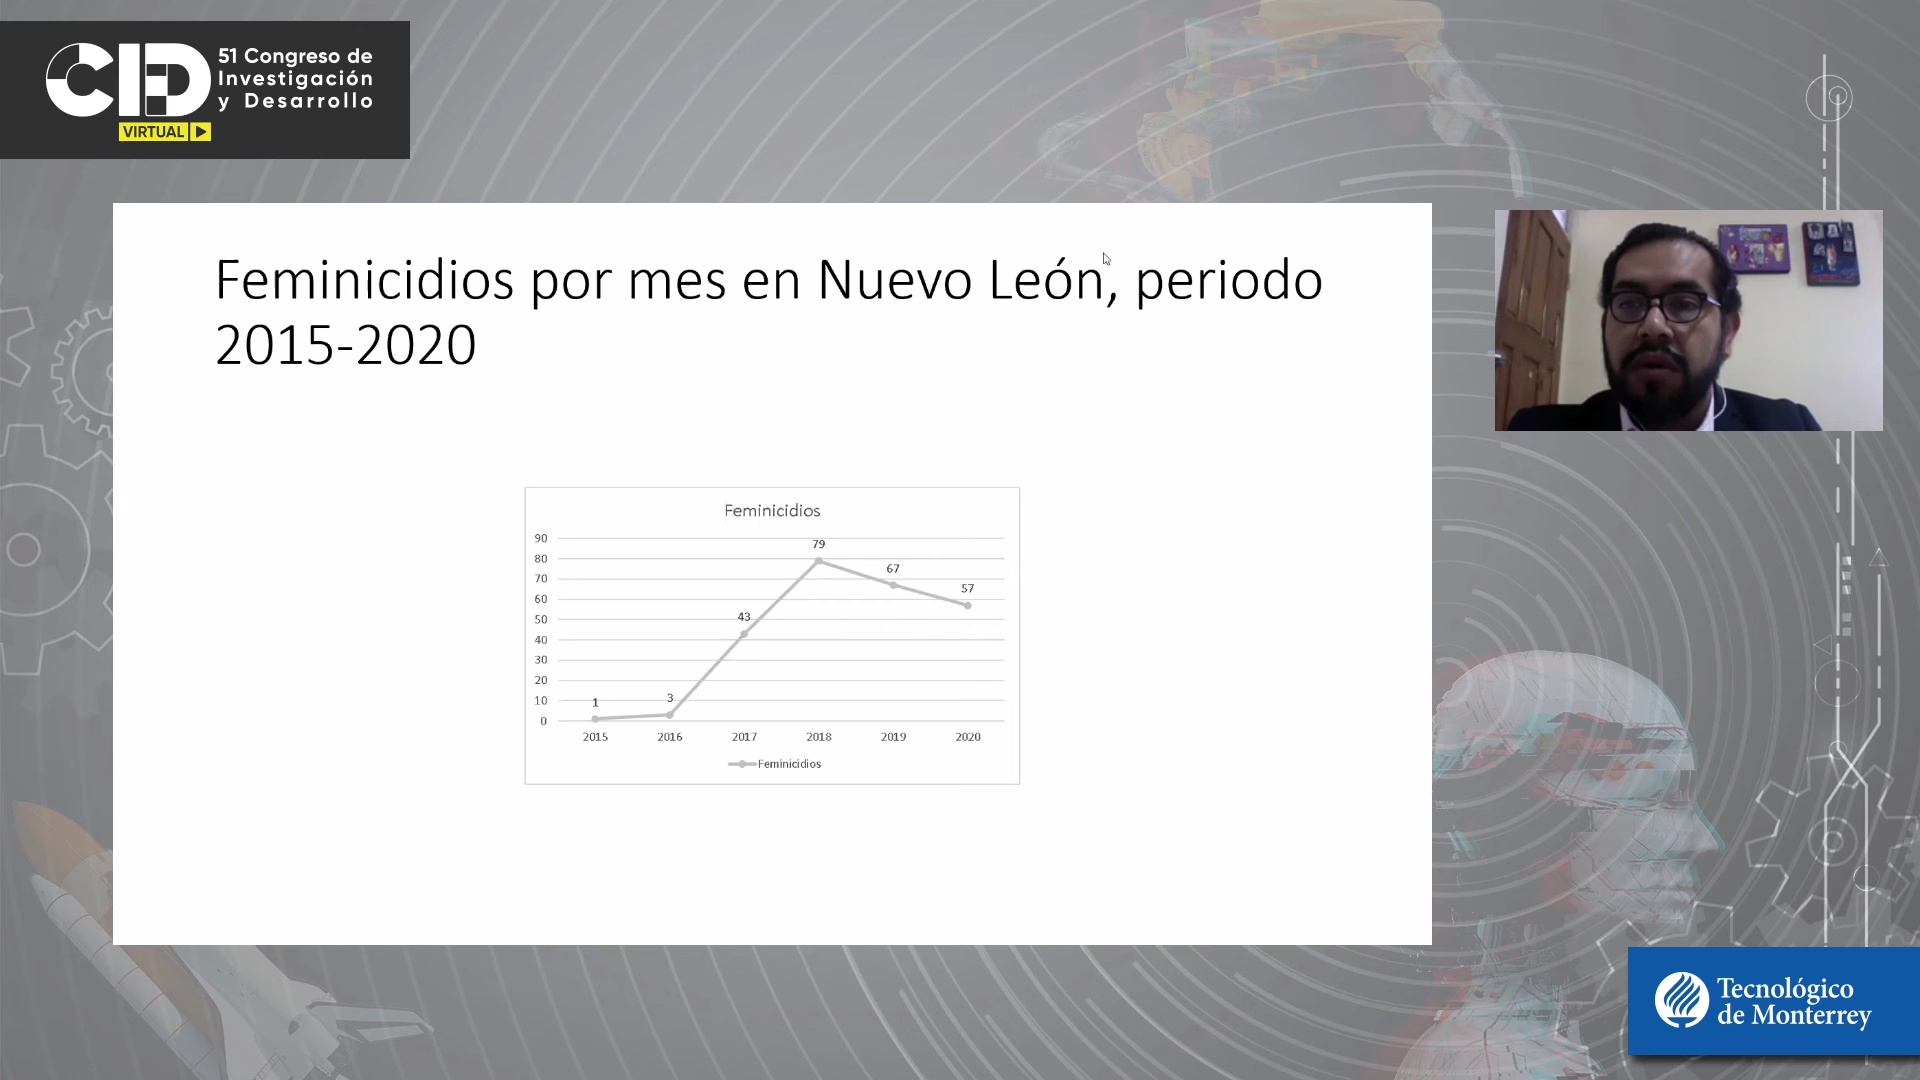 CID
51 Congreso de
Investigación
y Desarrollo
VIRTUAL
Feminicidios por mes en Nuevo León, periodo
2015-2020
Feminicidios
90
80
70
60
50
40
30
20
10
0
1
3
43
79
67
57
2015 2016 2017 2018 2019 2020
Feminicidios
Tecnológico
de Monterrey